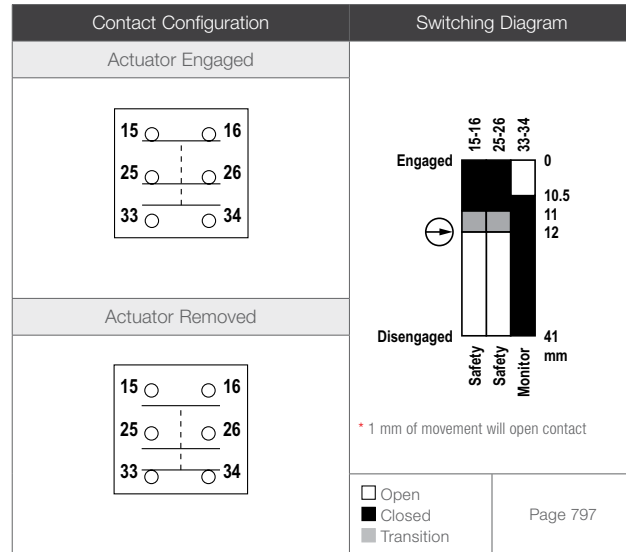 Contact Configuration
Switching Diagram
Actuator Engaged
15 16
25 26
33 34
Actuator Removed
15 16
25 26
33 34
15-16
25-26
33-34
Engaged
0
10.5
11
12
Disengaged
41
mm
Safety
Safety
Monitor
* 1 mm of movement will open contact
Open
Closed
Transition
Page 797